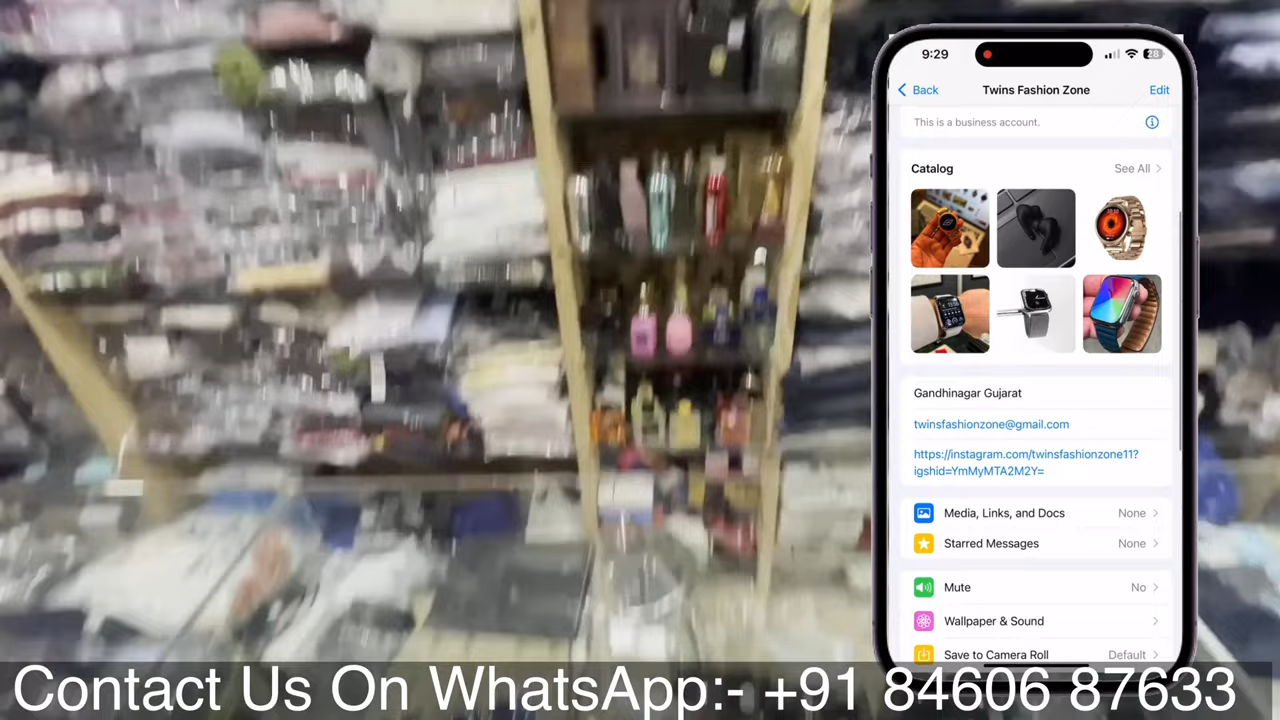 9:29
28
Back
Twins Fashion Zone
Edit
This is a business account.
Catalog
See All
Gandhinagar Gujarat
twinsfashionzone@gmail.com
https://instagram.com/twinsfashionzone11?
igshid=YmMyMTA2M2Y=
Media, Links, and Docs
None
Starred Messages
None
Mute
No
Wallpaper & Sound
Save to Camera Roll
Default
Contact Us On WhatsApp:- +91 84606 87633